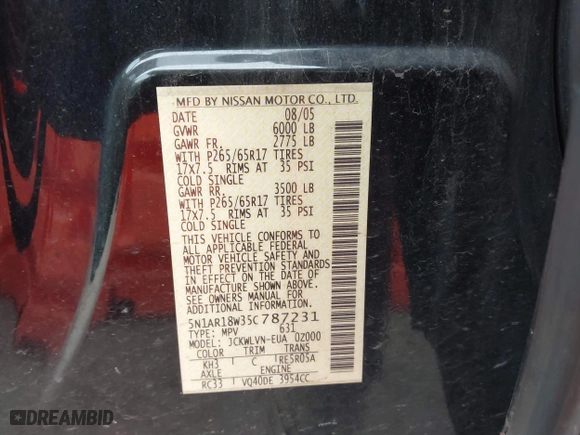 MFD BY NISSAN MOTOR CO., LTD.
DATE 08/05
GVWR 6000 LB
GAWR FR. 2775 LB
WITH P265/65R17 TIRES
17X7.5 RIMS AT 35 PSI
COLD SINGLE
GAWR RR. 3500 LB
WITH P265/65R17 TIRES
17X7.5 RIMS AT 35 PSI
COLD SINGLE
THIS VEHICLE CONFORMS TO
ALL APPLICABLE FEDERAL
MOTOR VEHICLE SAFETY AND
THEFT PREVENTION STANDARDS
IN EFFECT ON THE DATE OF
MANUFACTURE SHOWN ABOVE.
SEE OWNERS MANUAL FOR
ADDITIONAL INFORMATION.
5N1AR18W35C787231
TYPE: MPV 631
MODEL: JCKWLVN-EUA 0Z000
COLOR TRIM TRANS
KH3 C RE5R05A
AXLE ENGINE
RC33 VQ40DE 3954CC
DREAMBID